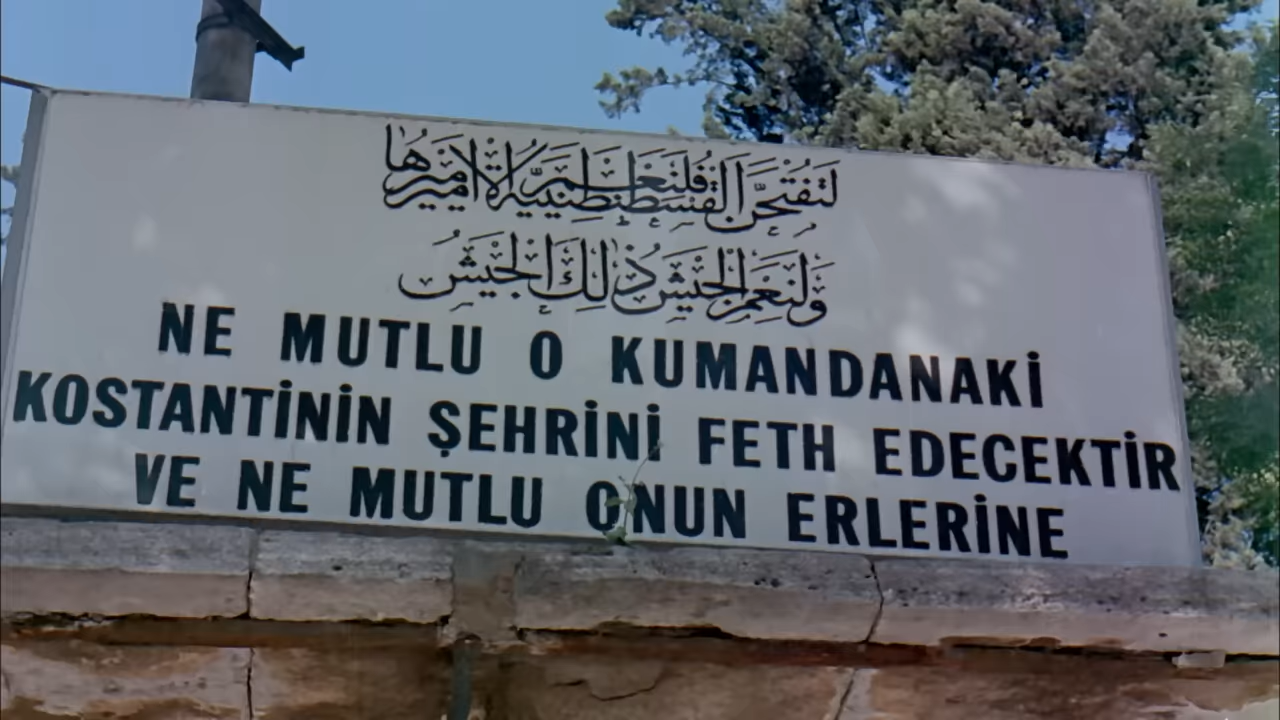 لتفتحن القسطنطينية فلنعم الامير اميرها
ولنعم الجيش ذلك الجيش
NE MUTLU O KUMANDANAKİ
KOSTANTİNİN ŞEHRİNİ FETH EDECEKTİR
VE NE MUTLU ONUN ERLERİNE